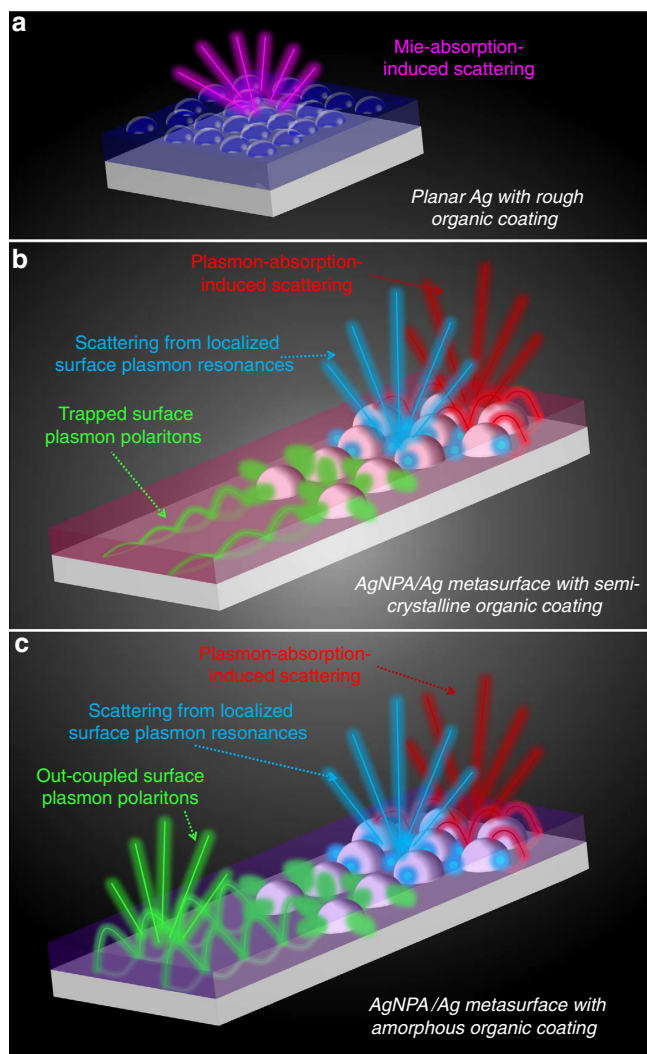 a
Mie-absorption-
induced scattering
Planar Ag with rough
organic coating
b
Plasmon-absorption-
induced scattering
Scattering from localized
surface plasmon resonances
Trapped surface
plasmon polaritons
AgNPA/Ag metasurface with semi-
crystalline organic coating
c
Plasmon-absorption-
induced scattering
Scattering from localized
surface plasmon resonances
Out-coupled surface
plasmon polaritons
AgNPA/Ag metasurface with
amorphous organic coating